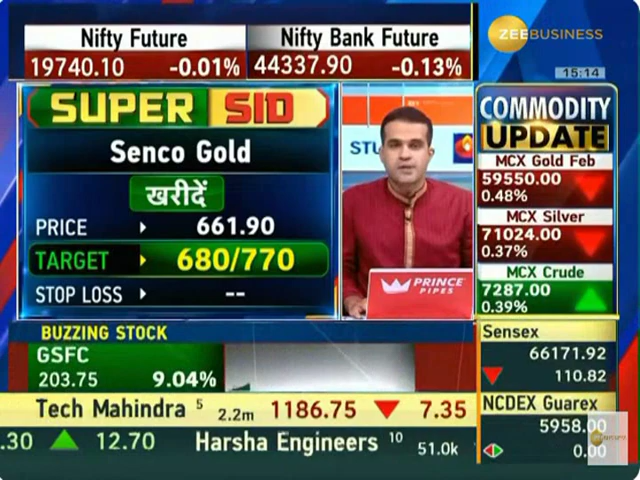 Nifty Future
19740.10 -0.01%
Nifty Bank Future
44337.90 -0.13%
ZEE BUSINESS
15:14
SUPER SID
Senco Gold
खरीदें
PRICE 661.90
TARGET 680/770
STOP LOSS --
STU
PRINCE
PIPES
COMMODITY
UPDATE
MCX Gold Feb
59550.00
0.48%
MCX Silver
71024.00
0.37%
MCX Crude
7287.00
0.39%
BUZZING STOCK
GSFC
203.75 9.04%
Sensex
66171.92
110.82
NCDEX Guarex
5958.00
0.00
Tech Mahindra 5 2.2m 1186.75 7.35
.30 12.70 Harsha Engineers 10 51.0k